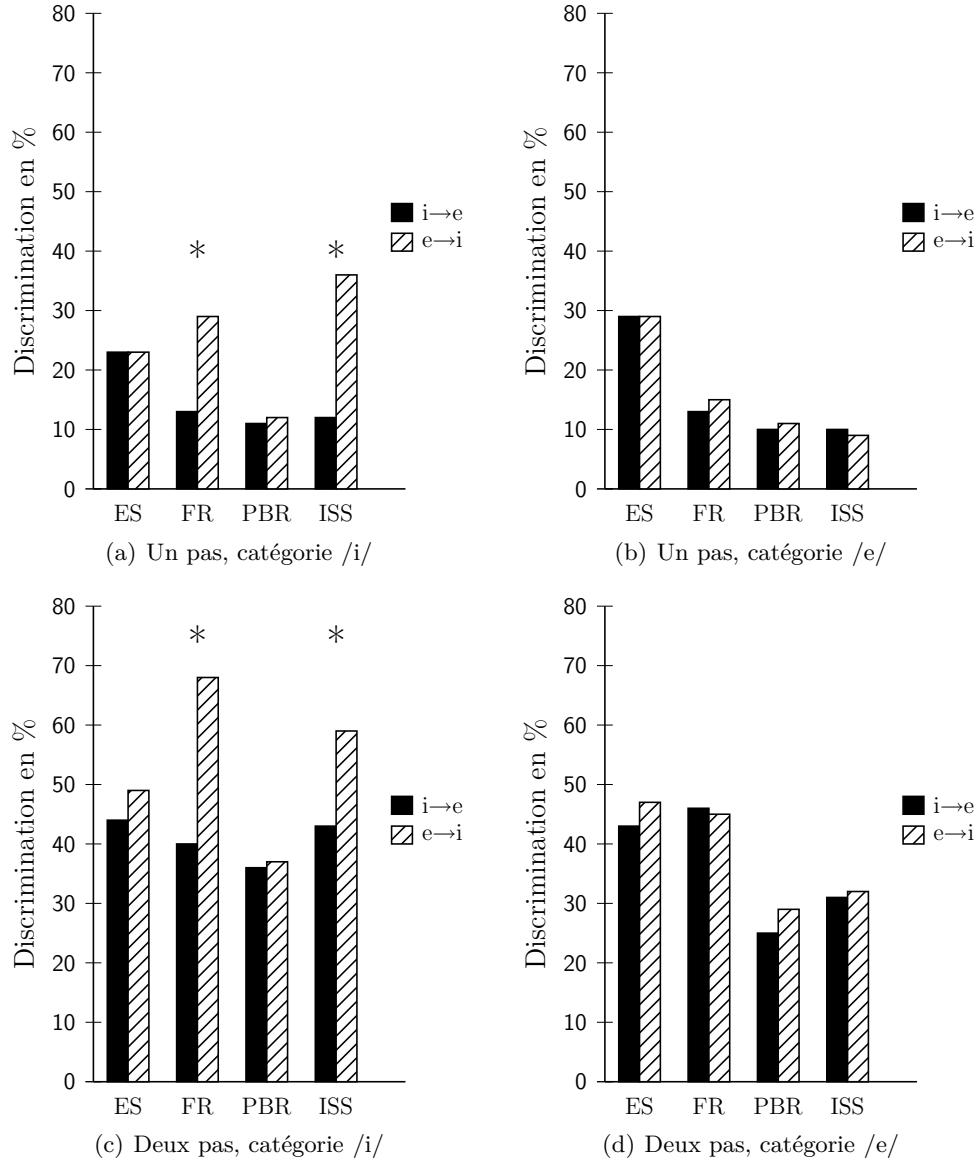 80
70
60
50
40
30
20
10
0
Discrimination en %
i→e
e→i
*
*
ES FR PBR ISS
(a) Un pas, catégorie /i/
80
70
60
50
40
30
20
10
0
Discrimination en %
i→e
e→i
ES FR PBR ISS
(b) Un pas, catégorie /e/
80
70
60
50
40
30
20
10
0
Discrimination en %
*
*
i→e
e→i
ES FR PBR ISS
(c) Deux pas, catégorie /i/
80
70
60
50
40
30
20
10
0
Discrimination en %
i→e
e→i
ES FR PBR ISS
(d) Deux pas, catégorie /e/